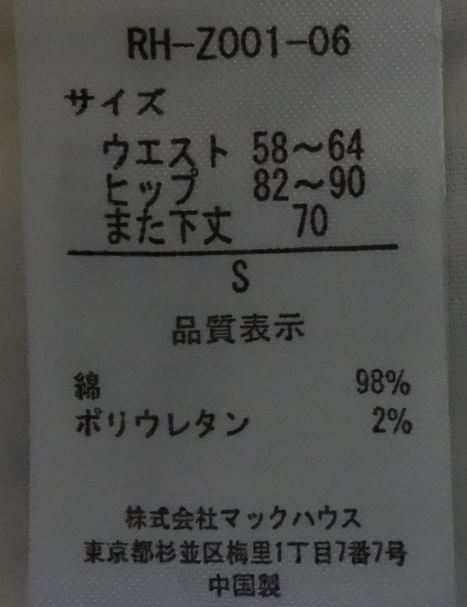 RH-Z001-06
サイズ
ウエスト 58〜64
ヒップ 82〜90
また下丈 70
S
品質表示
綿 98%
ポリウレタン 2%
株式会社マックハウス
東京都杉並区梅里1丁目7番7号
中国製